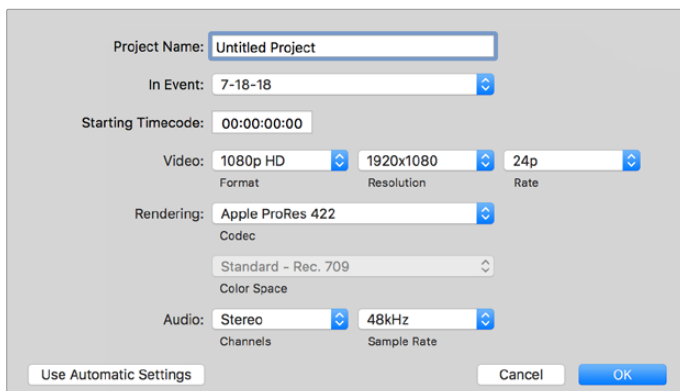 Project Name: Untitled Project
In Event: 7-18-18
Starting Timecode: 00:00:00:00
Video: 1080p HD 1920x1080 24p
Format Resolution Rate
Rendering: Apple ProRes 422
Codec
Standard - Rec. 709
Color Space
Audio: Stereo 48kHz
Channels Sample Rate
Use Automatic Settings Cancel OK